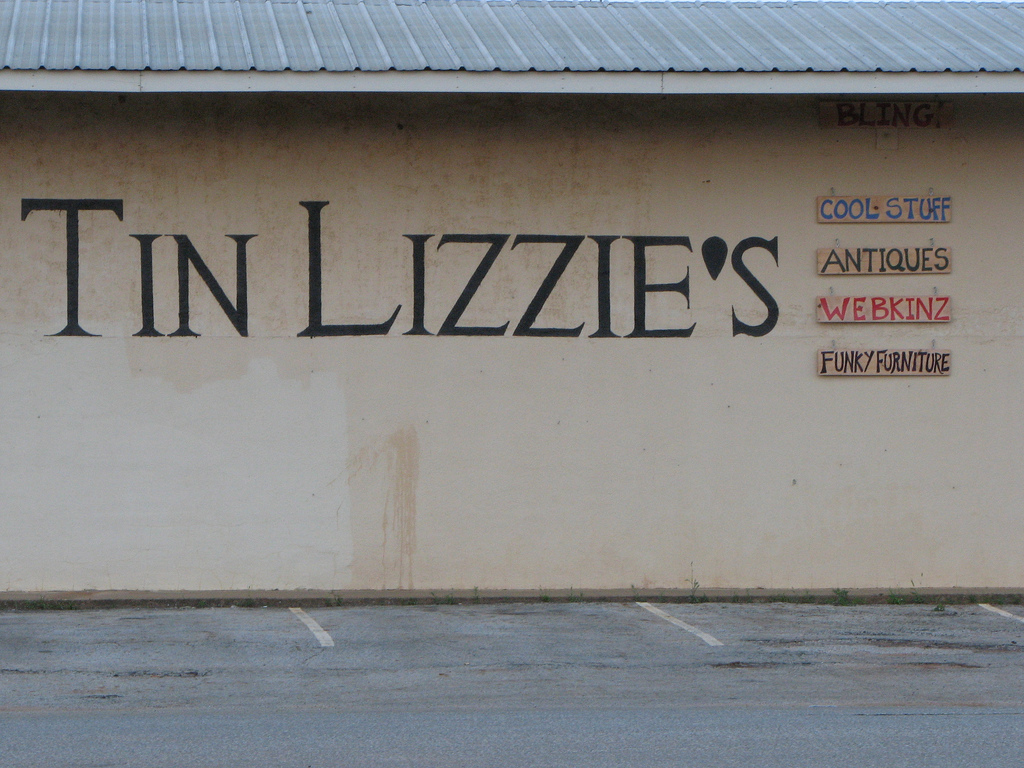 TIN LIZZIE'S
BLING!
COOL STUFF
ANTIQUES
WEBKINZ
FUNKY FURNITURE